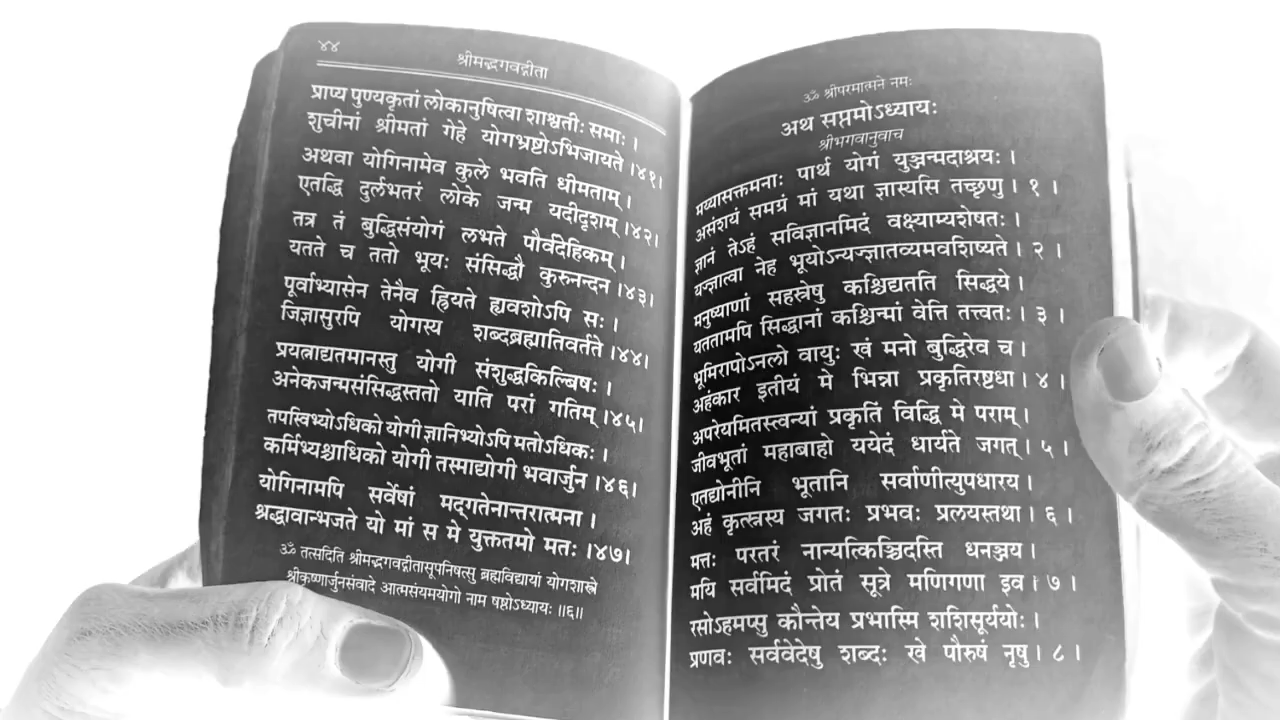 ४४
श्रीमद्भगवद्गीता
प्राप्य पुण्यकृतां लोकानुषित्वा शाश्वतीः समाः ।
शुचीनां श्रीमतां गेहे योगभ्रष्टोऽभिजायते ।४१।
अथवा योगिनामेव कुले भवति धीमताम् ।
एतद्धि दुर्लभतरं लोके जन्म यदीदृशम् ।४२।
तत्र तं बुद्धिसंयोगं लभते पौर्वदेहिकम् ।
यतते च ततो भूयः संसिद्धौ कुरुनन्दन ।४३।
पूर्वाभ्यासेन तेनैव ह्रियते ह्यवशोऽपि सः ।
जिज्ञासुरपि योगस्य शब्दब्रह्मातिवर्तते ।४४।
प्रयत्नाद्यतमानस्तु योगी संशुद्धकिल्बिषः ।
अनेकजन्मसंसिद्धस्ततो याति परां गतिम् ।४५।
तपस्विभ्योऽधिको योगी ज्ञानिभ्योऽपि मतोऽधिकः ।
कर्मिभ्यश्चाधिको योगी तस्माद्योगी भवार्जुन ।४६।
योगिनामपि सर्वेषां मद्गतेनान्तरात्मना ।
श्रद्धावान्भजते यो मां स मे युक्ततमो मतः ।४७।
ॐ तत्सदिति श्रीमद्भगवद्गीतासूपनिषत्सु ब्रह्मविद्यायां योगशास्त्रे
श्रीकृष्णार्जुनसंवादे आत्मसंयमयोगो नाम षष्ठोऽध्यायः ॥६॥
ॐ श्रीपरमात्मने नमः
अथ सप्तमोऽध्यायः
श्रीभगवानुवाच
मय्यासक्तमनाः पार्थ योगं युञ्जन्मदाश्रयः ।
असंशयं समग्रं मां यथा ज्ञास्यसि तच्छृणु । १ ।
ज्ञानं तेऽहं सविज्ञानमिदं वक्ष्याम्यशेषतः ।
यज्ज्ञात्वा नेह भूयोऽन्यज्ज्ञातव्यमवशिष्यते । २ ।
मनुष्याणां सहस्रेषु कश्चिद्यतति सिद्धये ।
यततामपि सिद्धानां कश्चिन्मां वेत्ति तत्त्वतः । ३ ।
भूमिरापोऽनलो वायुः खं मनो बुद्धिरेव च ।
अहंकार इतीयं मे भिन्ना प्रकृतिरष्टधा । ४ ।
अपरेयमितस्त्वन्यां प्रकृतिं विद्धि मे पराम् ।
जीवभूतां महाबाहो ययेदं धार्यते जगत् । ५ ।
एतद्योनीनि भूतानि सर्वाणीत्युपधारय ।
अहं कृत्स्नस्य जगतः प्रभवः प्रलयस्तथा । ६ ।
मत्तः परतरं नान्यत्किञ्चिदस्ति धनञ्जय ।
मयि सर्वमिदं प्रोतं सूत्रे मणिगणा इव । ७ ।
रसोऽहमप्सु कौन्तेय प्रभास्मि शशिसूर्ययोः ।
प्रणवः सर्ववेदेषु शब्दः खे पौरुषं नृषु । ८ ।